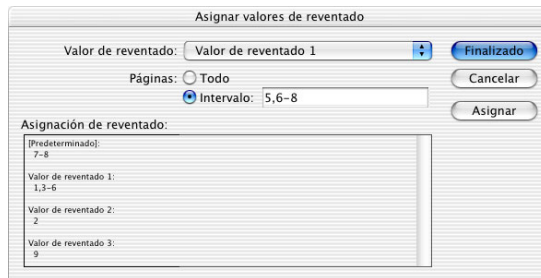 Asignar valores de reventado
Valor de reventado: Valor de reventado 1
Finalizado
Páginas: Todo
Cancelar
Intervalo: 5,6-8
Asignar
Asignación de reventado:
[Predeterminado]:
7-8
Valor de reventado 1:
1,3-6
Valor de reventado 2:
2
Valor de reventado 3:
9